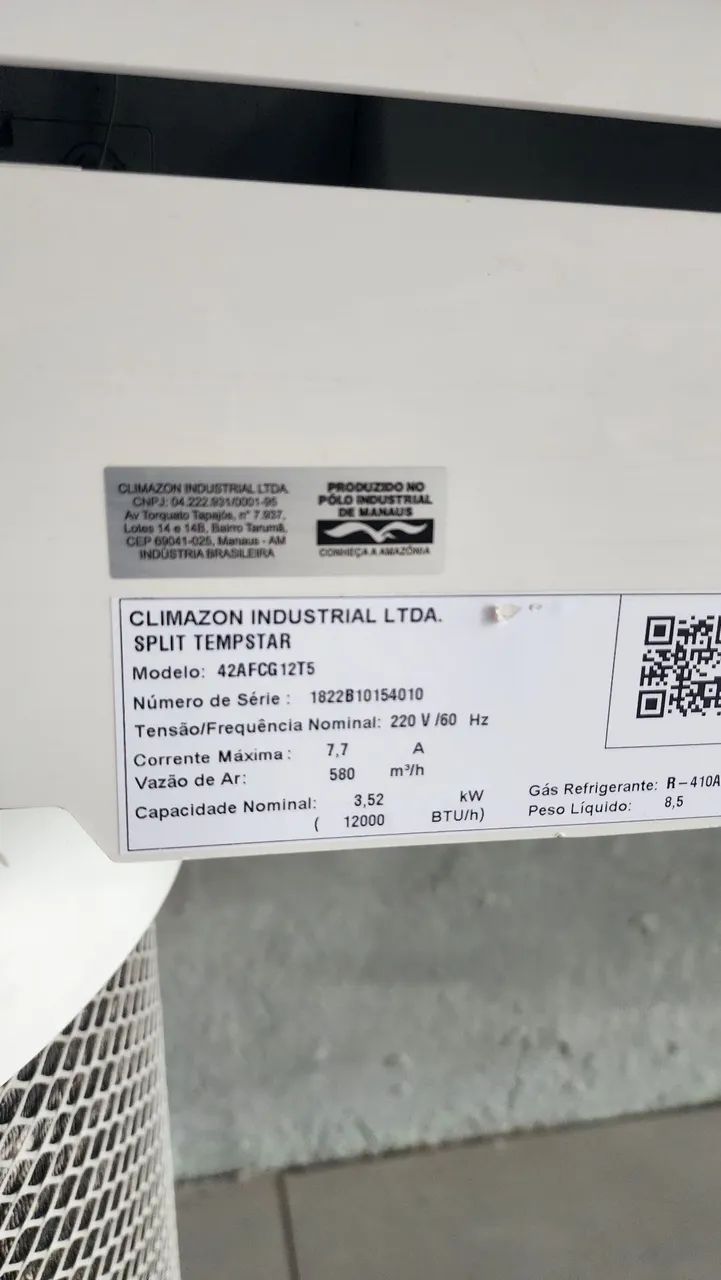 CLIMAZON INDUSTRIAL LTDA.
CNPJ: 04.222.931/0001-95
Av Torquato Tapajós, n° 7.937,
Lotes 14 e 14B, Bairro Tarumã,
CEP 69041-025, Manaus - AM
INDÚSTRIA BRASILEIRA
PRODUZIDO NO
PÓLO INDUSTRIAL
DE MANAUS
CONHEÇA A AMAZÔNIA
CLIMAZON INDUSTRIAL LTDA.
SPLIT TEMPSTAR
Modelo: 42AFCG12T5
Número de Série : 1822B10154010
Tensão/Frequência Nominal: 220 V /60 Hz
Corrente Máxima : 7,7 A
Vazão de Ar: 580 m³/h
Capacidade Nominal: 3,52 kW
( 12000 BTU/h)
Gás Refrigerante: R-410A
Peso Líquido: 8,5